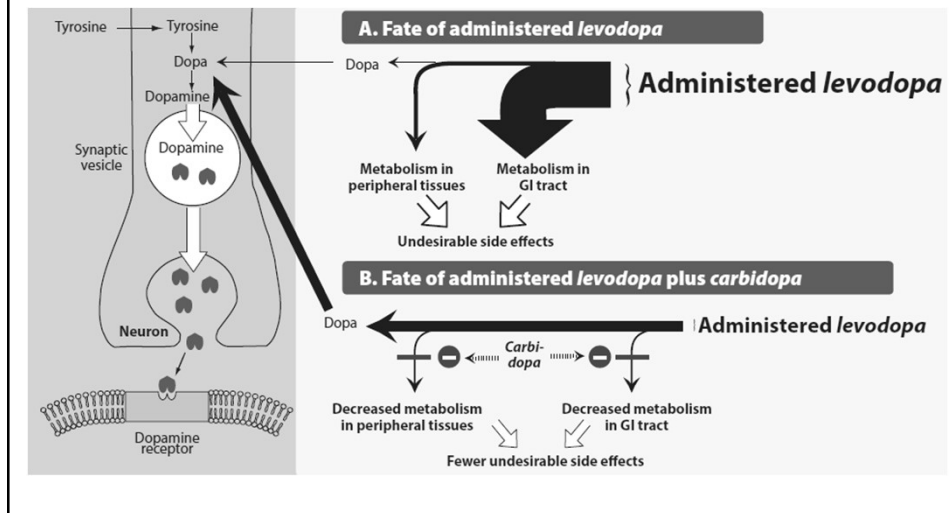 Tyrosine
Tyrosine
Dopa
Dopamine
Synaptic
vesicle
Dopamine
Neuron
Dopamine
receptor
A. Fate of administered levodopa
Dopa
Administered levodopa
Metabolism in
peripheral tissues
Metabolism in
GI tract
Undesirable side effects
B. Fate of administered levodopa plus carbidopa
Dopa
Administered levodopa
Carbi-
dopa
Decreased metabolism
in peripheral tissues
Decreased metabolism
in GI tract
Fewer undesirable side effects